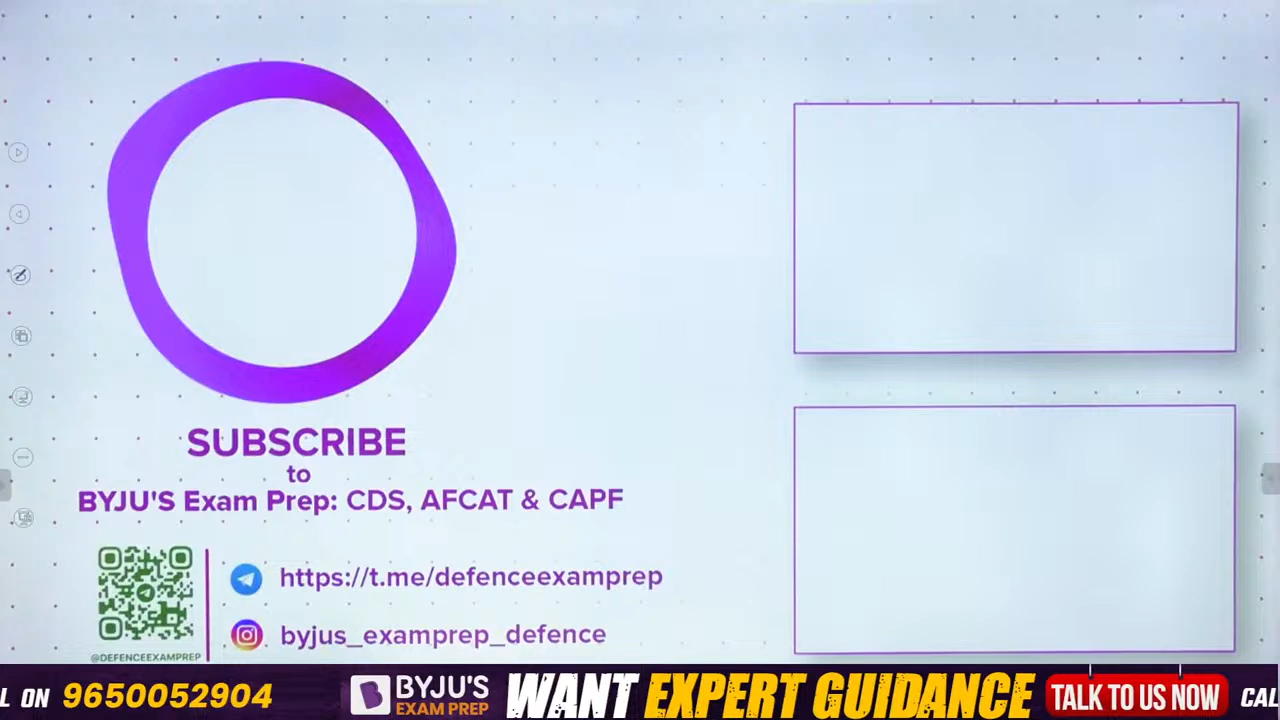 SUBSCRIBE
to
BYJU'S Exam Prep: CDS, AFCAT & CAPF
https://t.me/defenceexamprep
byjus_examprep_defence
@DEFENCEEXAMPREP
L ON 9650052904
BYJU'S
EXAM PREP
WANT EXPERT GUIDANCE
TALK TO US NOW
CAL